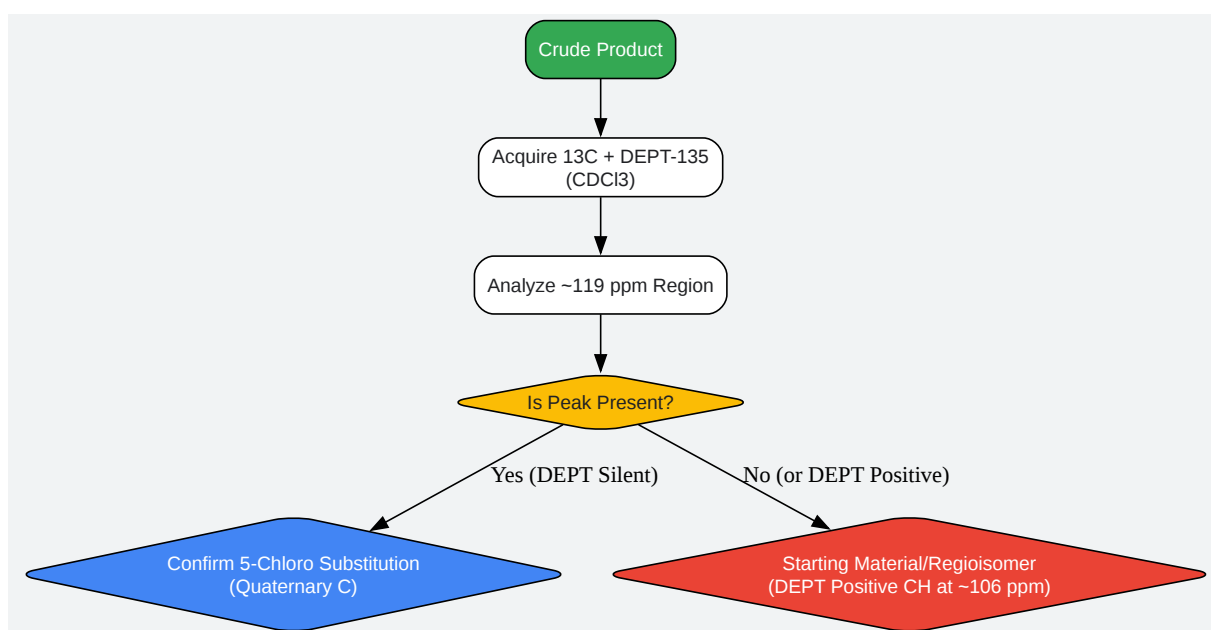 Crude Product
Acquire 13C + DEPT-135
(CDCl3)
Analyze ~119 ppm Region
Is Peak Present?
Yes (DEPT Silent)
No (or DEPT Positive)
Confirm 5-Chloro Substitution
(Quaternary C)
Starting Material/Regioisomer
(DEPT Positive CH at ~106 ppm)